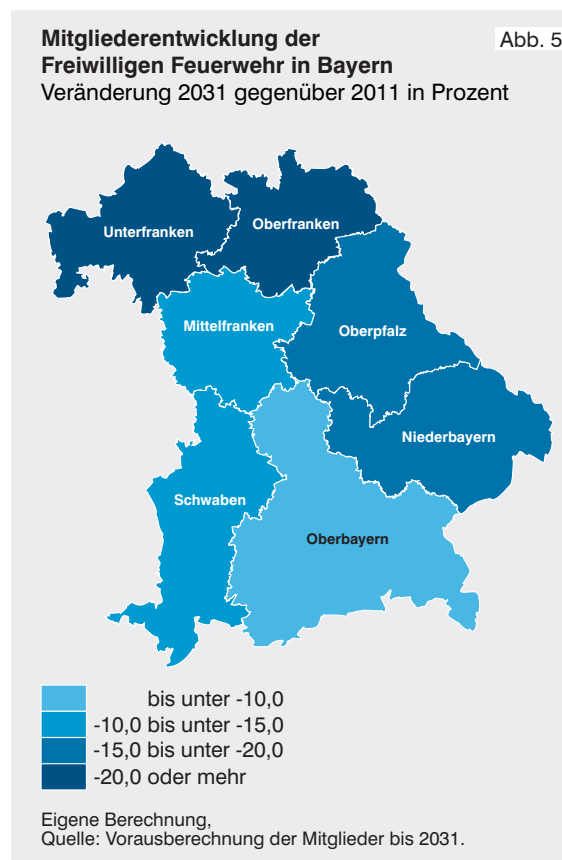 Mitgliederentwicklung der
Freiwilligen Feuerwehr in Bayern
Veränderung 2031 gegenüber 2011 in Prozent
Abb. 5
Unterfranken
Oberfranken
Mittelfranken
Oberpfalz
Niederbayern
Schwaben
Oberbayern
bis unter -10,0
-10,0 bis unter -15,0
-15,0 bis unter -20,0
-20,0 oder mehr
Eigene Berechnung,
Quelle: Vorausberechnung der Mitglieder bis 2031.